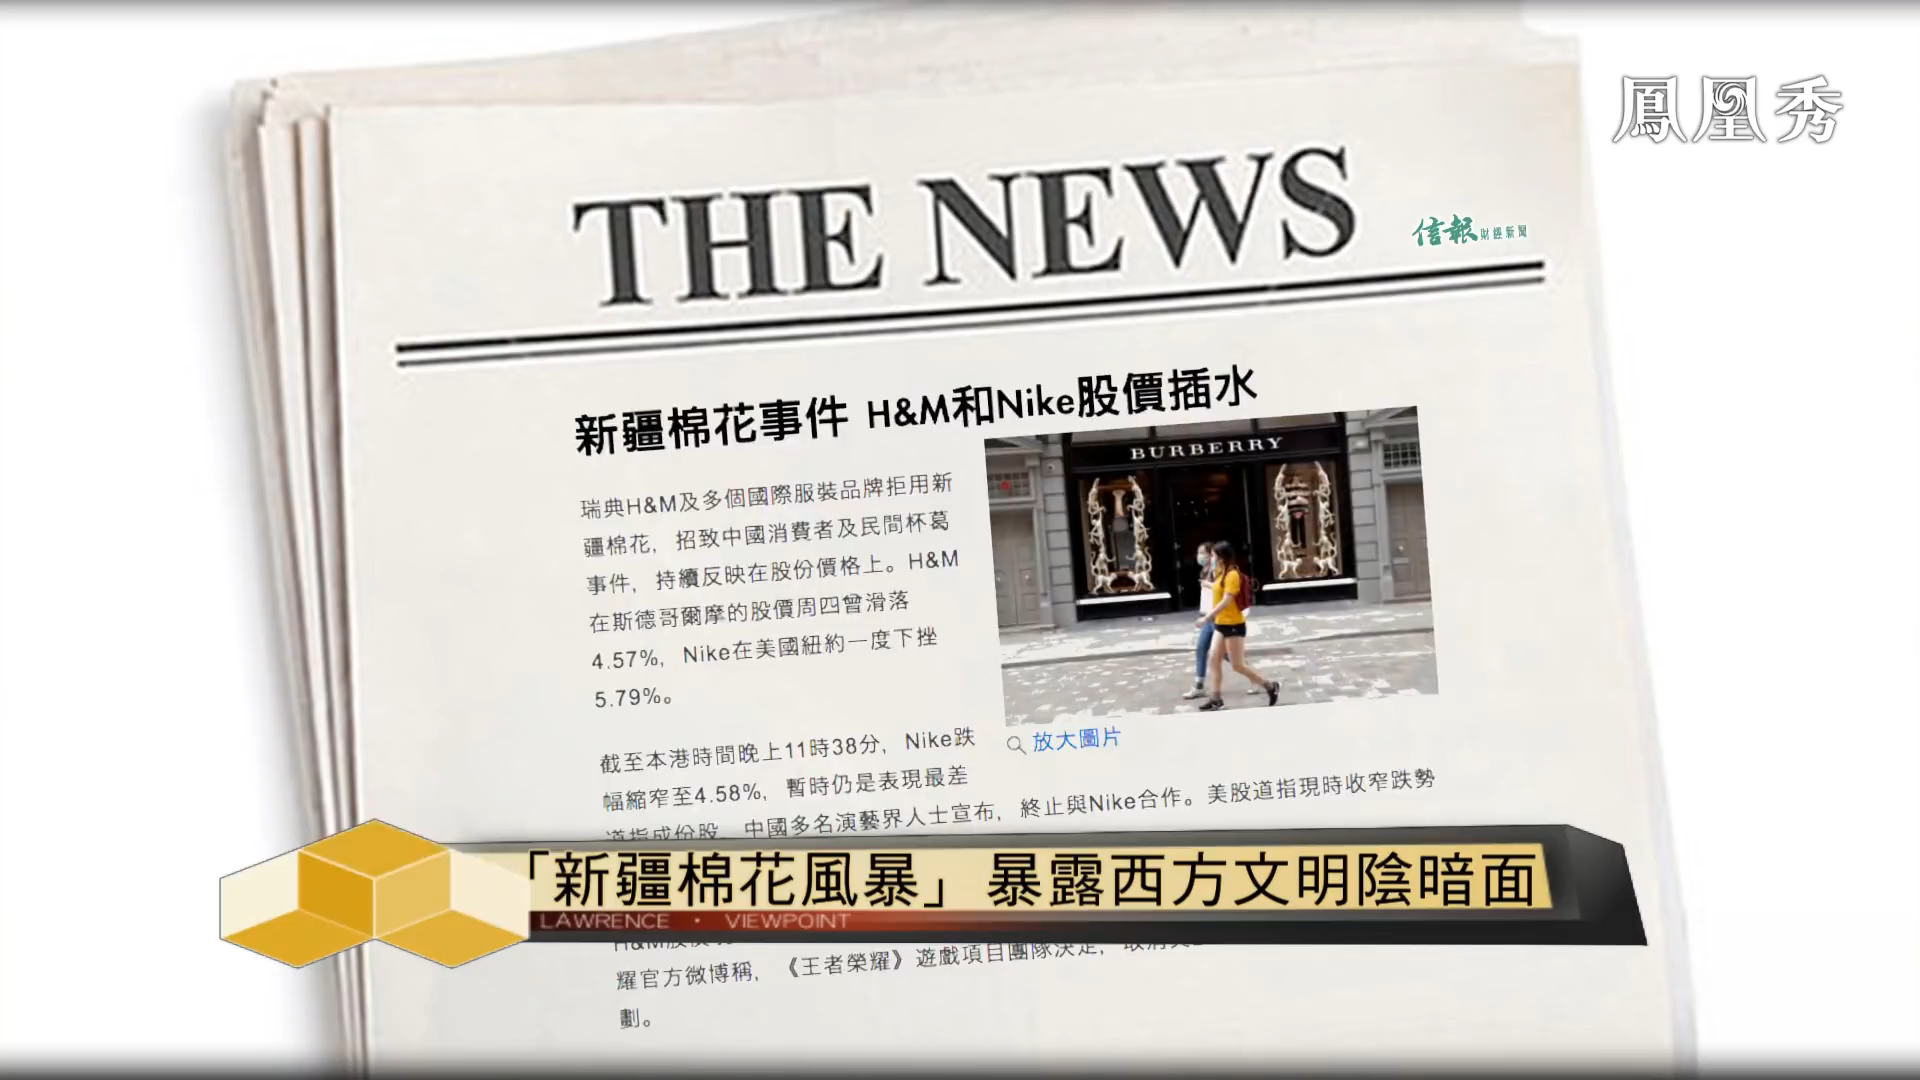 鳳凰秀
THE NEWS
信報財經新聞
新疆棉花事件 H&M和Nike股價插水
BURBERRY
瑞典H&M及多個國際服裝品牌拒用新
疆棉花，招致中國消費者及民間杯葛
事件，持續反映在股份價格上。H&M
在斯德哥爾摩的股價周四曾滑落
4.57%，Nike在美國紐約一度下挫
5.79%。
放大圖片
截至本港時間晚上11時38分，Nike跌
幅縮窄至4.58%，暫時仍是表現最差
道指成份股，中國多名演藝界人士宣布，終止與Nike合作。美股道指現時收窄跌勢
「新疆棉花風暴」暴露西方文明陰暗面
LAWRENCE · VIEWPOINT
耀官方微博稱，《王者榮耀》遊戲項目團隊決定，
劃。